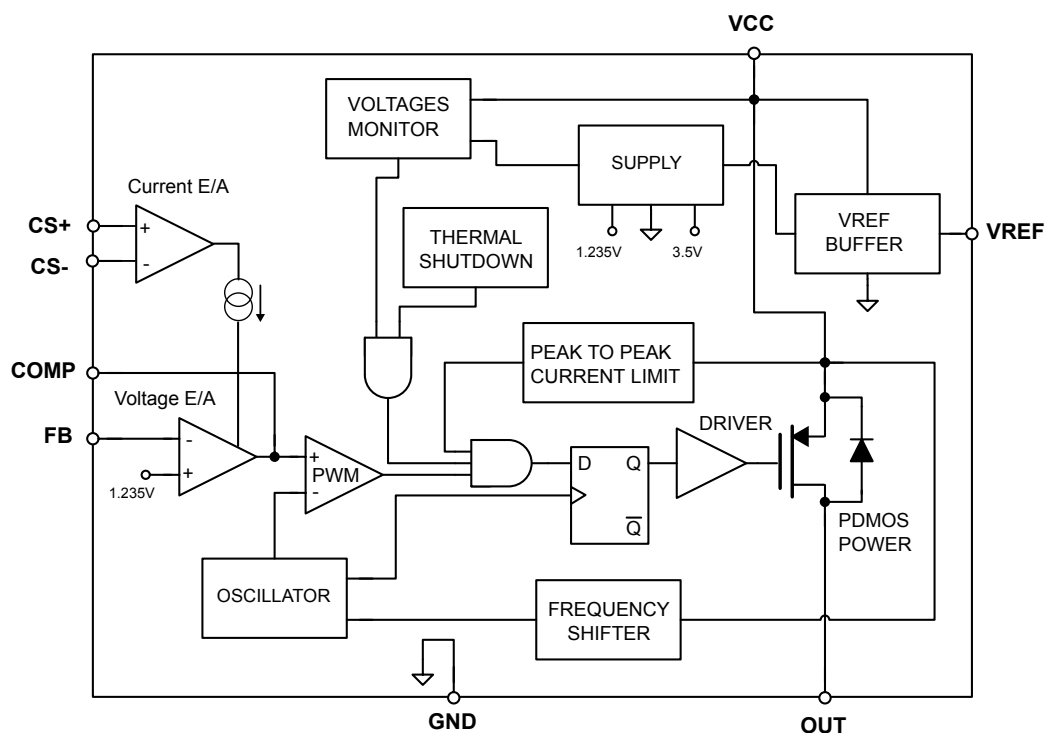 VCC
VOLTAGES
MONITOR
SUPPLY
Current E/A
CS+
+
CS-
-
THERMAL
SHUTDOWN
1.235V
3.5V
VREF
BUFFER
VREF
PEAK TO PEAK
CURRENT LIMIT
COMP
Voltage E/A
FB
-
+
1.235V
+
PWM
-
D
Q
Q
DRIVER
PDMOS
POWER
OSCILLATOR
FREQUENCY
SHIFTER
GND
OUT